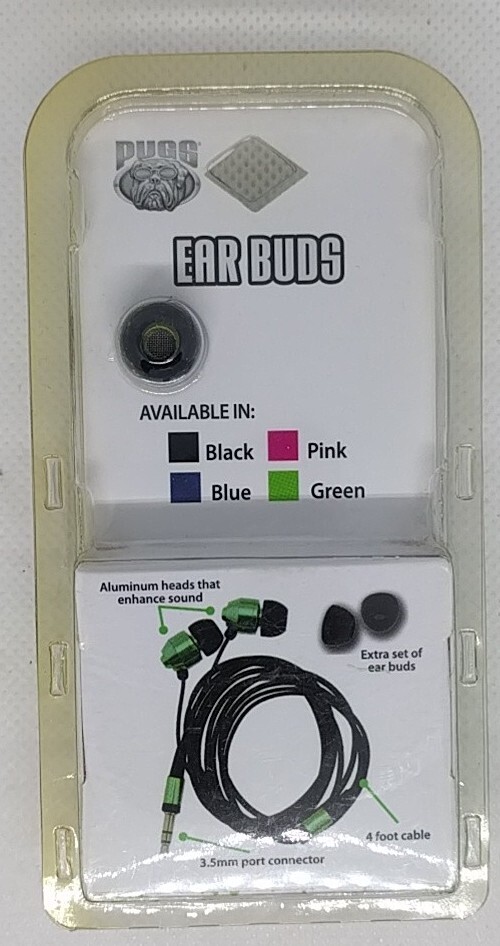 PUGS
EAR BUDS
AVAILABLE IN:
Black Pink
Blue Green
Aluminum heads that
enhance sound
Extra set of
ear buds
4 foot cable
3.5mm port connector